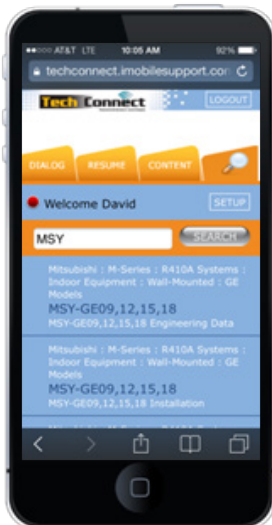 AT&T LTE 10:05 AM 92%
techconnect.imobilesupport.com
Tech Connect
LOGOUT
DIALOG RESUME CONTENT
Welcome David SETUP
MSY SEARCH
Mitsubishi : M-Series : R410A Systems :
Indoor Equipment : Wall-Mounted : GE
Models
MSY-GE09,12,15,18
MSY-GE09,12,15,18 Engineering Data
Mitsubishi : M-Series : R410A Systems :
Indoor Equipment : Wall-Mounted : GE
Models
MSY-GE09,12,15,18
MSY-GE09,12,15,18 Installation